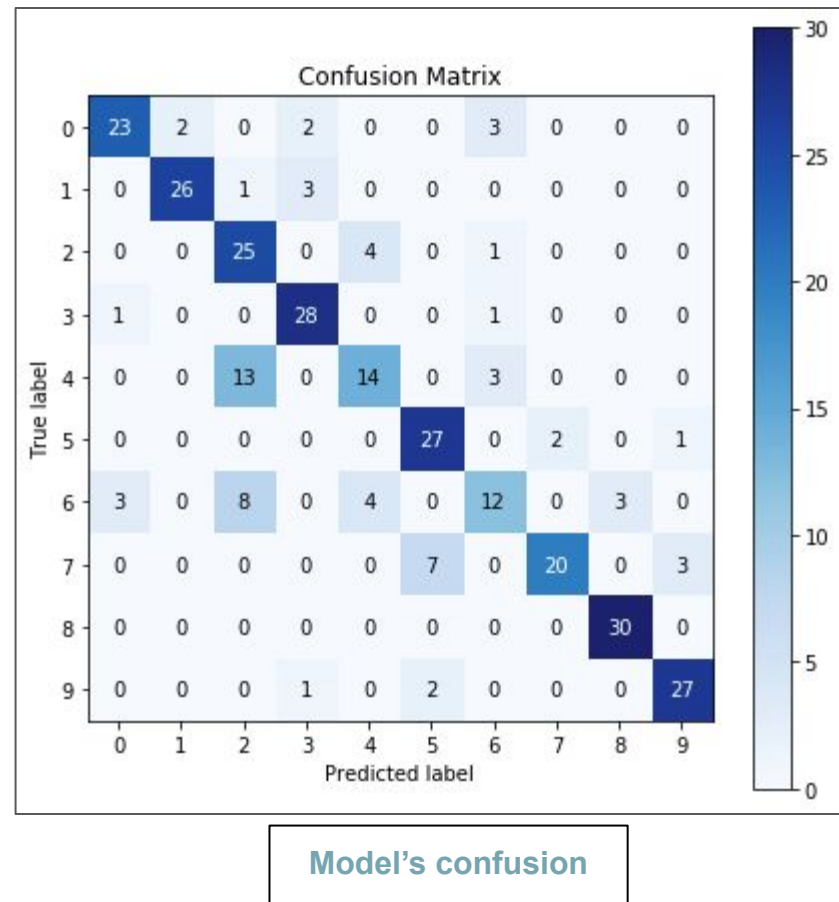 Confusion Matrix
0 23 2 0 2 0 0 3 0 0 0
1 0 26 1 3 0 0 0 0 0 0
2 0 0 25 0 4 0 1 0 0 0
3 1 0 0 28 0 0 1 0 0 0
4 0 0 13 0 14 0 3 0 0 0
5 0 0 0 0 0 27 0 2 0 1
6 3 0 8 0 4 0 12 0 3 0
7 0 0 0 0 0 7 0 20 0 3
8 0 0 0 0 0 0 0 0 30 0
9 0 0 0 1 0 2 0 0 0 27
0 1 2 3 4 5 6 7 8 9
True label
Predicted label
30
25
20
15
10
5
0
Model's confusion